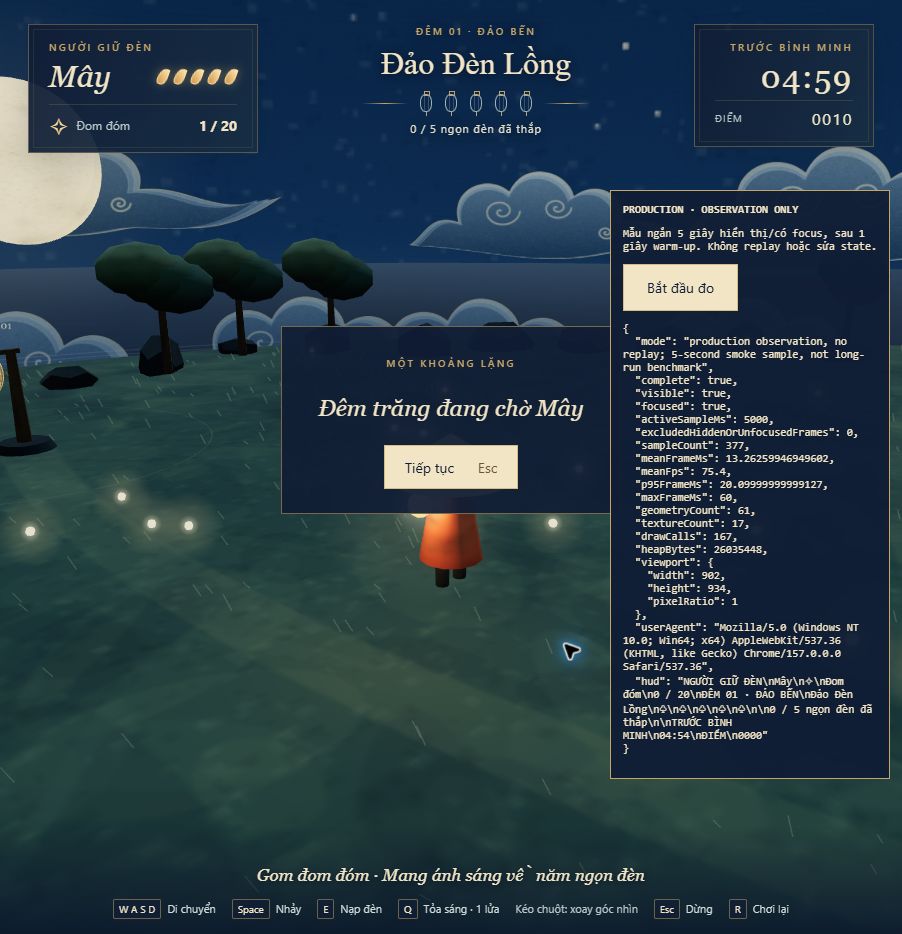 NGƯỜI GIỮ ĐÈN
Mây
Đom đóm 1 / 20
ĐÊM 01 · ĐẢO BẾN
Đảo Đèn Lồng
0 / 5 ngọn đèn đã thắp
TRƯỚC BÌNH MINH
04:59
ĐIỂM 0010
01
MỘT KHOẢNG LẶNG
Đêm trăng đang chờ Mây
Tiếp tục Esc
PRODUCTION · OBSERVATION ONLY
Mẫu ngắn 5 giây hiển thị/có focus, sau 1
giây warm-up. Không replay hoặc sửa state.
Bắt đầu đo
{
"mode": "production observation, no
replay; 5-second smoke sample, not long-
run benchmark",
"complete": true,
"visible": true,
"focused": true,
"activeSampleMs": 5000,
"excludedHiddenOrUnfocusedFrames": 0,
"sampleCount": 377,
"meanFrameMs": 13.26259946949602,
"meanFps": 75.4,
"p95FrameMs": 20.09999999999127,
"maxFrameMs": 60,
"geometryCount": 61,
"textureCount": 17,
"drawCalls": 167,
"heapBytes": 26035448,
"viewport": {
"width": 902,
"height": 934,
"pixelRatio": 1
},
"userAgent": "Mozilla/5.0 (Windows NT
10.0; Win64; x64) AppleWebKit/537.36
(KHTML, like Gecko) Chrome/157.0.0.0
Safari/537.36",
"hud": "NGƯỜI GIỮ ĐÈN\nMây\n✧\nĐom
đóm\n0 / 20\nĐÊM 01 · ĐẢO BẾN\nĐảo Đèn
Lồng\n♧\n♧\n♧\n♧\n♧\n\n0 / 5 ngọn đèn đã
thắp\n\nTRƯỚC BÌNH
MINH\n04:54\nĐIỂM\n0000"
}
Gom đom đóm · Mang ánh sáng về năm ngọn đèn
W A S D Di chuyển Space Nhảy E Nạp đèn Q Tỏa sáng · 1 lửa Kéo chuột: xoay góc nhìn Esc Dừng R Chơi lại